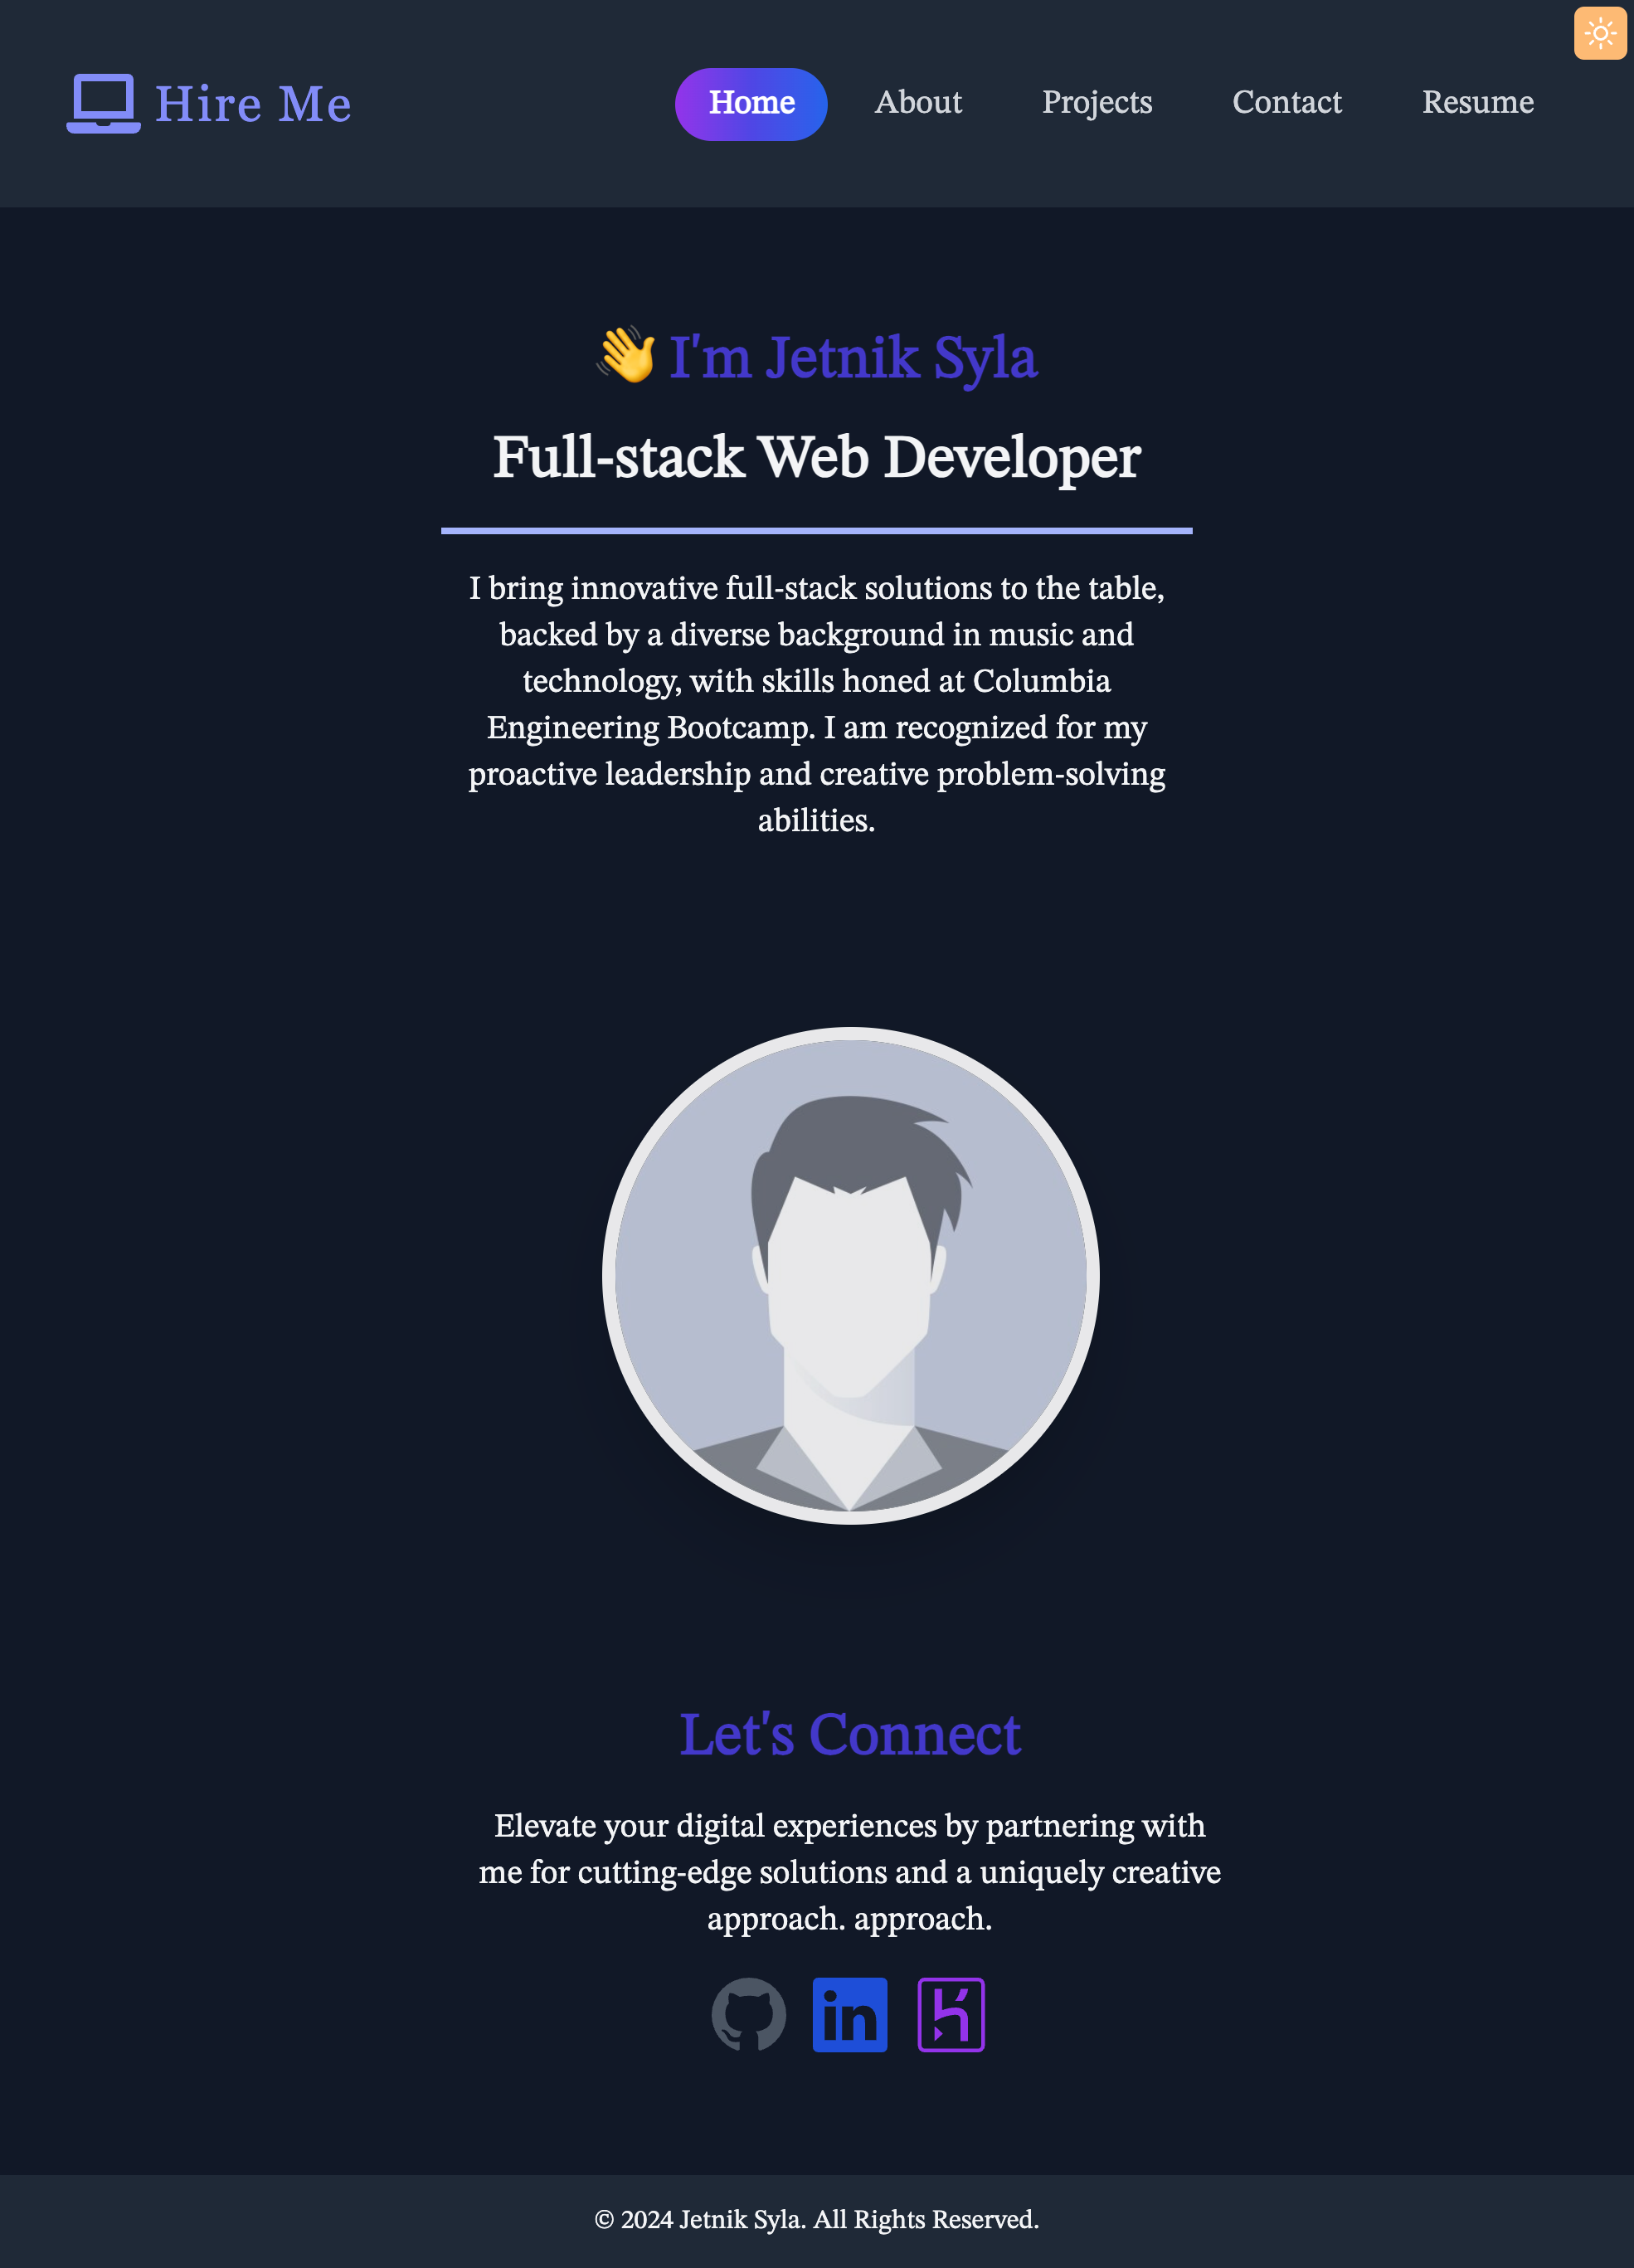 Hire Me
Home About Projects Contact Resume
👋 I'm Jetnik Syla
Full-stack Web Developer
I bring innovative full-stack solutions to the table,
backed by a diverse background in music and
technology, with skills honed at Columbia
Engineering Bootcamp. I am recognized for my
proactive leadership and creative problem-solving
abilities.
Let's Connect
Elevate your digital experiences by partnering with
me for cutting-edge solutions and a uniquely creative
approach. approach.
in
© 2024 Jetnik Syla. All Rights Reserved.